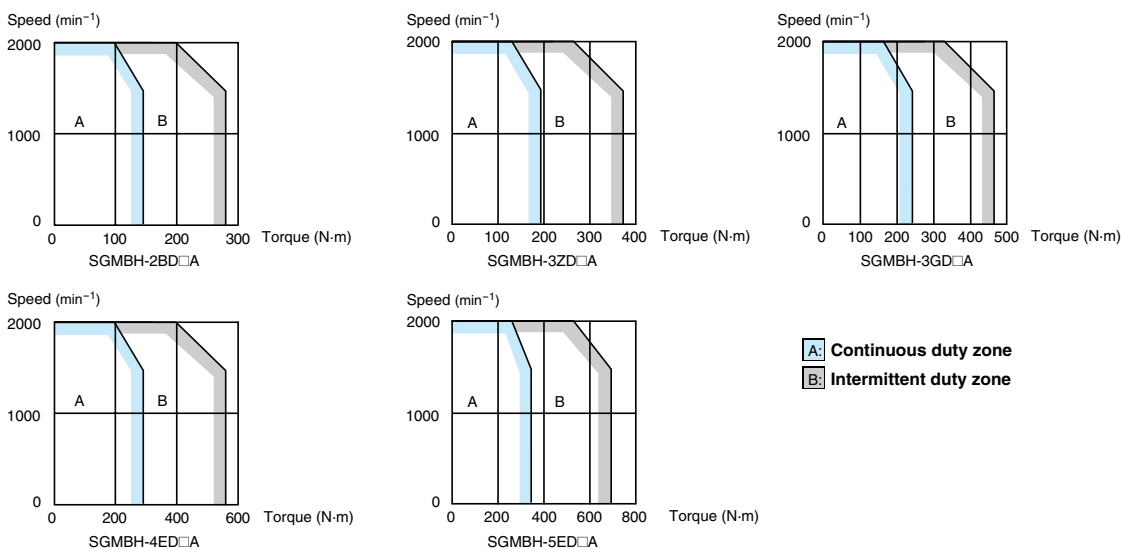 Speed (min⁻¹)
2000
1000
0
A
B
0 100 200 300 Torque (N·m)
SGMBH-2BD□A
Speed (min⁻¹)
2000
1000
0
A
B
0 100 200 300 400 Torque (N·m)
SGMBH-3ZD□A
Speed (min⁻¹)
2000
1000
0
A
B
0 100 200 300 400 500 Torque (N·m)
SGMBH-3GD□A
Speed (min⁻¹)
2000
1000
0
A
B
0 200 400 600 Torque (N·m)
SGMBH-4ED□A
Speed (min⁻¹)
2000
1000
0
A
B
0 200 400 600 800 Torque (N·m)
SGMBH-5ED□A
A: Continuous duty zone
B: Intermittent duty zone